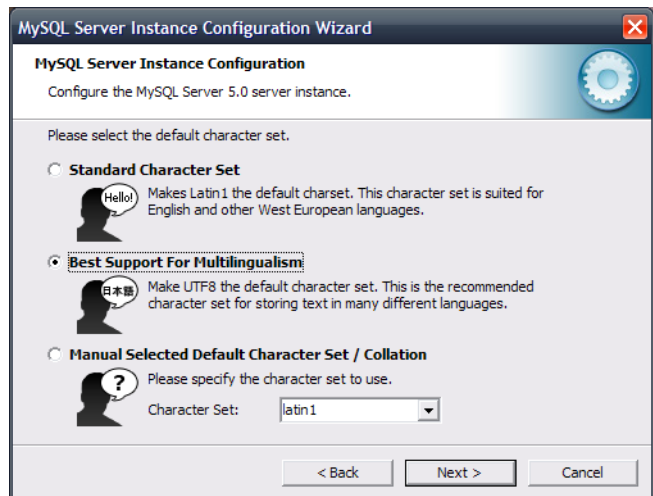 MySQL Server Instance Configuration Wizard
MySQL Server Instance Configuration
Configure the MySQL Server 5.0 server instance.
Please select the default character set.
Standard Character Set
Hello!
Makes Latin1 the default charset. This character set is suited for
English and other West European languages.
Best Support For Multilingualism
日本語
Make UTF8 the default character set. This is the recommended
character set for storing text in many different languages.
Manual Selected Default Character Set / Collation
?
Please specify the character set to use.
Character Set: latin1
< Back Next > Cancel